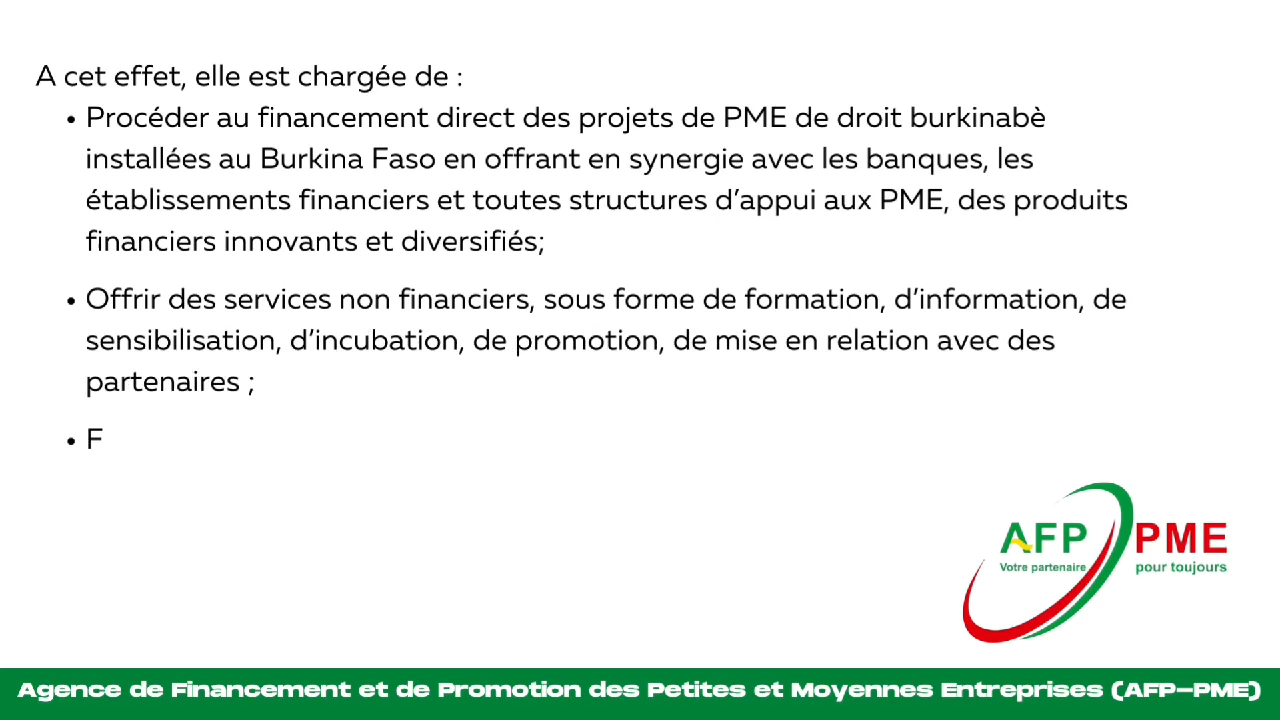 A cet effet, elle est chargée de :
• Procéder au financement direct des projets de PME de droit burkinabè
installées au Burkina Faso en offrant en synergie avec les banques, les
établissements financiers et toutes structures d’appui aux PME, des produits
financiers innovants et diversifiés;
• Offrir des services non financiers, sous forme de formation, d’information, de
sensibilisation, d’incubation, de promotion, de mise en relation avec des
partenaires ;
• F
AFP PME
Votre partenaire pour toujours
Agence de Financement et de Promotion des Petites et Moyennes Entreprises (AFP-PME)